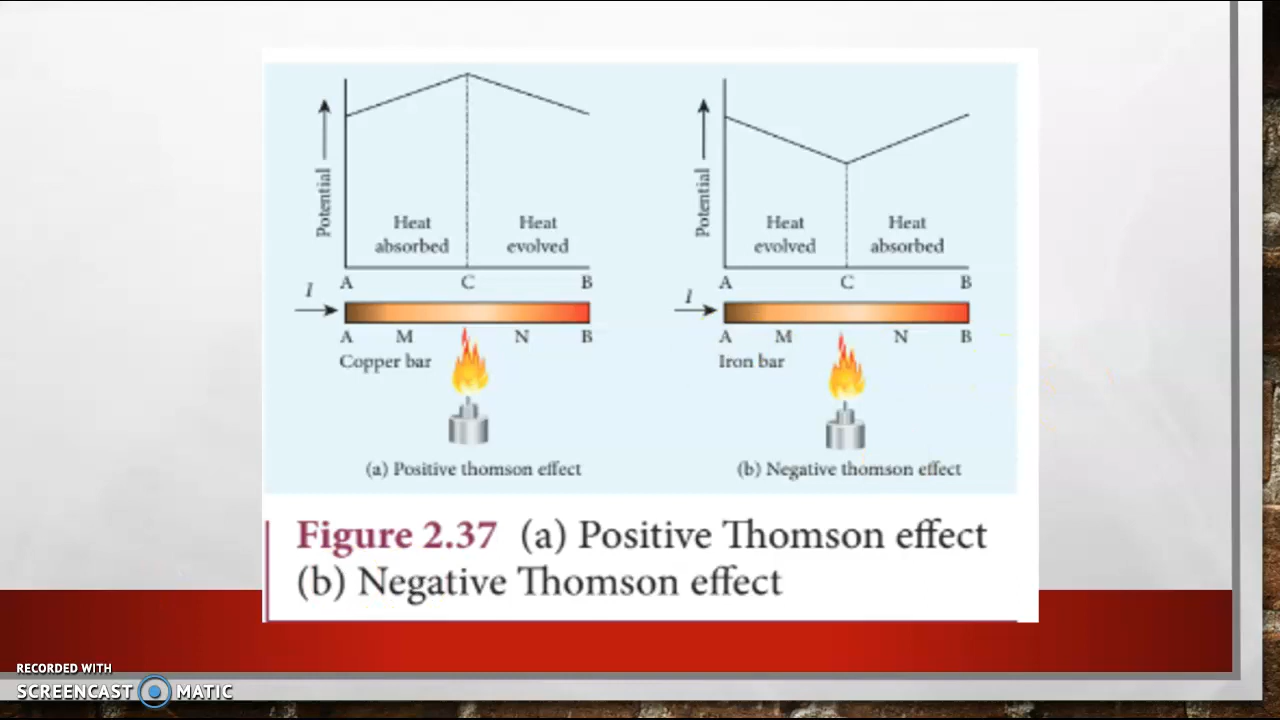 Potential
Heat
absorbed
Heat
evolved
A C B
I
A M N B
Copper bar
(a) Positive thomson effect
Potential
Heat
evolved
Heat
absorbed
A C B
I
A M N B
Iron bar
(b) Negative thomson effect
Figure 2.37 (a) Positive Thomson effect
(b) Negative Thomson effect
RECORDED WITH
SCREENCAST MATIC